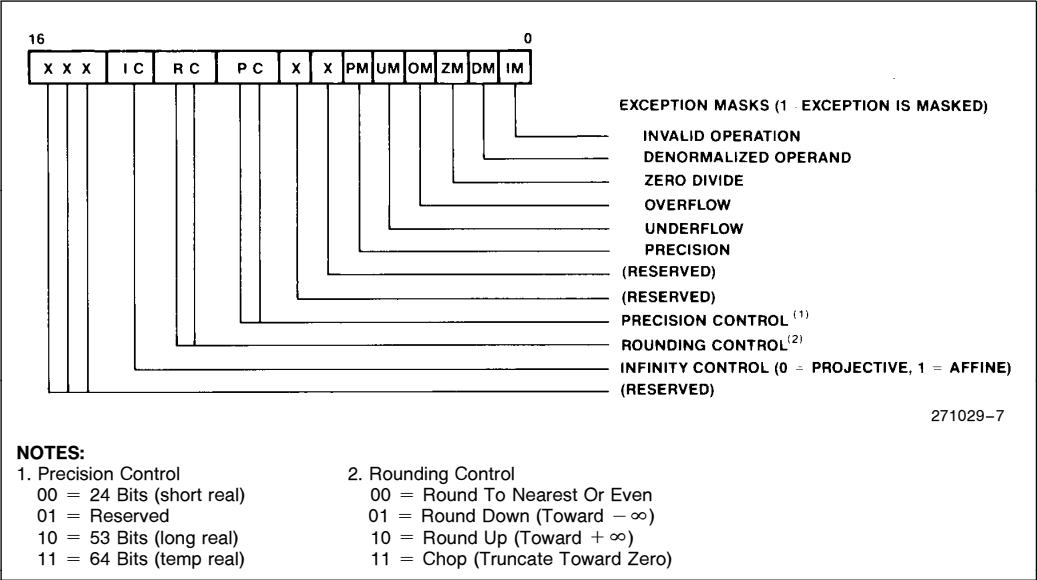 16 0
X X X I C R C P C X X PM UM OM ZM DM IM
EXCEPTION MASKS (1 EXCEPTION IS MASKED)
INVALID OPERATION
DENORMALIZED OPERAND
ZERO DIVIDE
OVERFLOW
UNDERFLOW
PRECISION
(RESERVED)
(RESERVED)
PRECISION CONTROL (1)
ROUNDING CONTROL (2)
INFINITY CONTROL (0 = PROJECTIVE, 1 = AFFINE)
(RESERVED)
271029–7
NOTES:
1. Precision Control 2. Rounding Control
00 = 24 Bits (short real) 00 = Round To Nearest Or Even
01 = Reserved 01 = Round Down (Toward −∞)
10 = 53 Bits (long real) 10 = Round Up (Toward +∞)
11 = 64 Bits (temp real) 11 = Chop (Truncate Toward Zero)